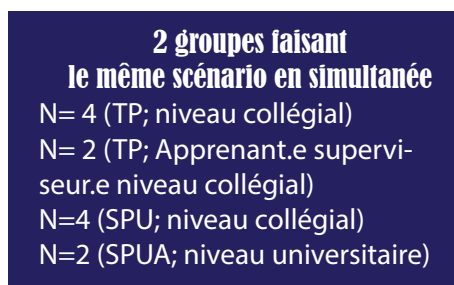 2 groupes faisant
le même scénario en simultanée
N= 4 (TP; niveau collégial)
N= 2 (TP; Apprenant.e supervi-
seur.e niveau collégial)
N=4 (SPU; niveau collégial)
N=2 (SPUA; niveau universitaire)